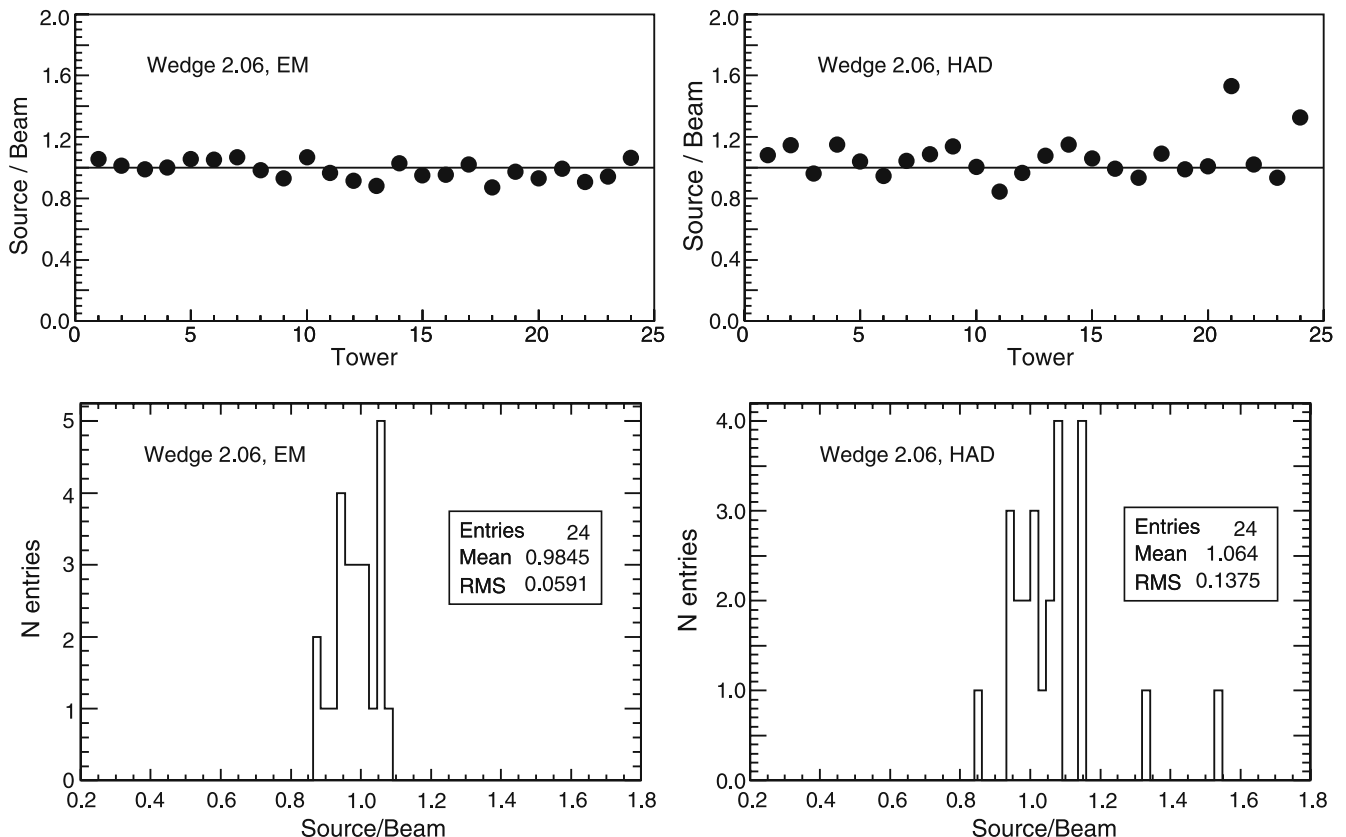 2.0
1.6
1.2
0.8
0.4
0.0
Source / Beam
Wedge 2.06, EM
0 5 10 15 20 25
Tower
2.0
1.6
1.2
0.8
0.4
0.0
Source / Beam
Wedge 2.06, HAD
0 5 10 15 20 25
Tower
5
4
3
2
1
0
N entries
Wedge 2.06, EM
Entries 24
Mean 0.9845
RMS 0.0591
0.2 0.4 0.6 0.8 1.0 1.2 1.4 1.6 1.8
Source/Beam
4.0
3.0
2.0
1.0
0.0
N entries
Wedge 2.06, HAD
Entries 24
Mean 1.064
RMS 0.1375
0.2 0.4 0.6 0.8 1.0 1.2 1.4 1.6 1.8
Source/Beam